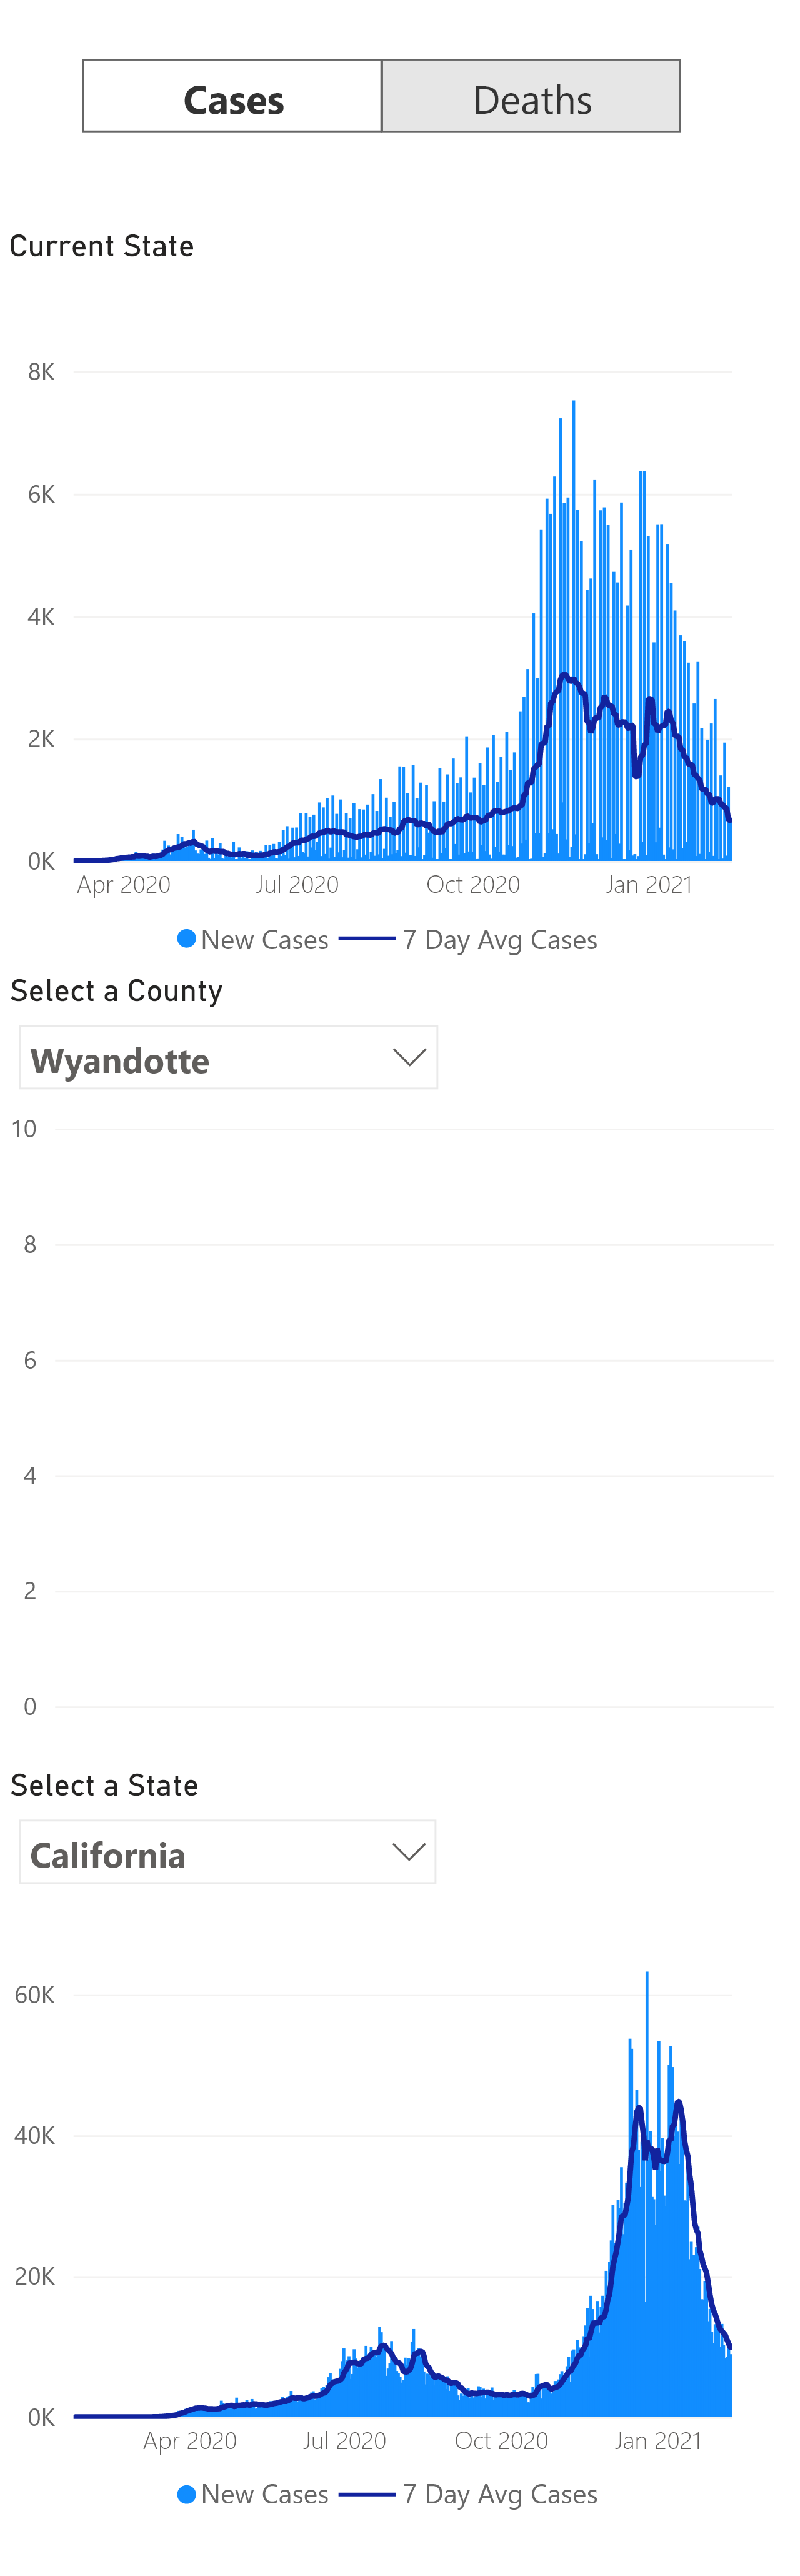 Cases Deaths
Current State
8K
6K
4K
2K
0K
Apr 2020 Jul 2020 Oct 2020 Jan 2021
New Cases 7 Day Avg Cases
Select a County
Wyandotte
10
8
6
4
2
0
Select a State
California
60K
40K
20K
0K
Apr 2020 Jul 2020 Oct 2020 Jan 2021
New Cases 7 Day Avg Cases